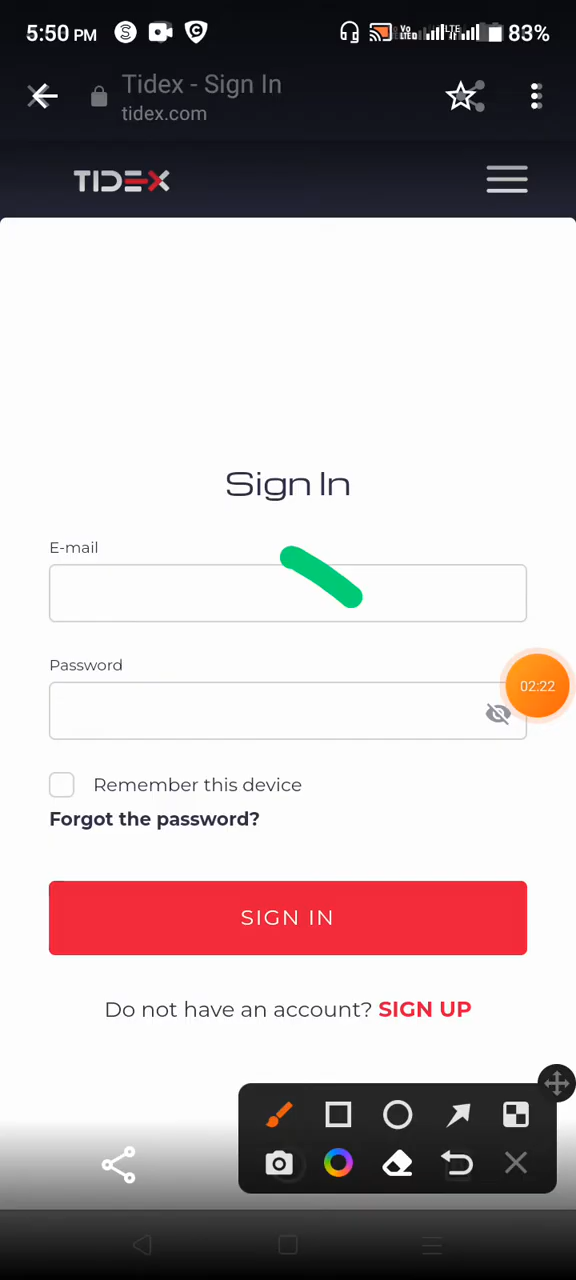 5:50 PM
83%
Tidex - Sign In
tidex.com
TIDEX
Sign In
E-mail
Password
02:22
Remember this device
Forgot the password?
SIGN IN
Do not have an account? SIGN UP